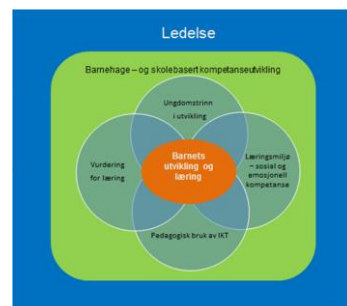 Ledelse
Barnehage – og skolebasert kompetanseutvikling
Ungdomstrinn
i utvikling
Vurdering
for læring
Barnets
utvikling og
læring
Læringsmiljø
– sosial og
emosjonell
kompetanse
Pedagogisk bruk av IKT